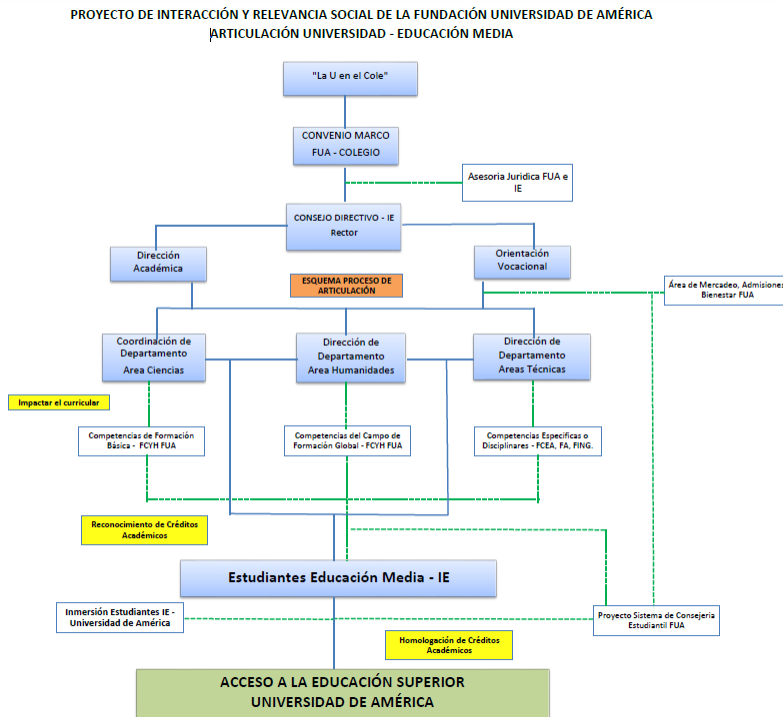 PROYECTO DE INTERACCIÓN Y RELEVANCIA SOCIAL DE LA FUNDACIÓN UNIVERSIDAD DE AMÉRICA
ARTICULACIÓN UNIVERSIDAD - EDUCACIÓN MEDIA
"La U en el Cole"
CONVENIO MARCO
FUA - COLEGIO
Asesoria Juridica FUA e
IE
CONSEJO DIRECTIVO - IE
Rector
Dirección
Académica
Orientación
Vocacional
ESQUEMA PROCESO DE
ARTICULACIÓN
Área de Mercadeo, Admisiones
Bienestar FUA
Coordinación de
Departamento
Area Ciencias
Dirección de
Departamento
Area Humanidades
Dirección de
Departamento
Areas Técnicas
Impactar el curricular
Competencias de Formación
Básica - FCYH FUA
Competencias del Campo de
Formación Global - FCYH FUA
Competencias Especificas o
Disciplinares - FCEA, FA, FING.
Reconocimiento de Créditos
Académicos
Estudiantes Educación Media - IE
Inmersión Estudiantes IE -
Universidad de América
Proyecto Sistema de Consejeria
Estudiantil FUA
Homologación de Créditos
Académicos
ACCESO A LA EDUCACIÓN SUPERIOR
UNIVERSIDAD DE AMÉRICA